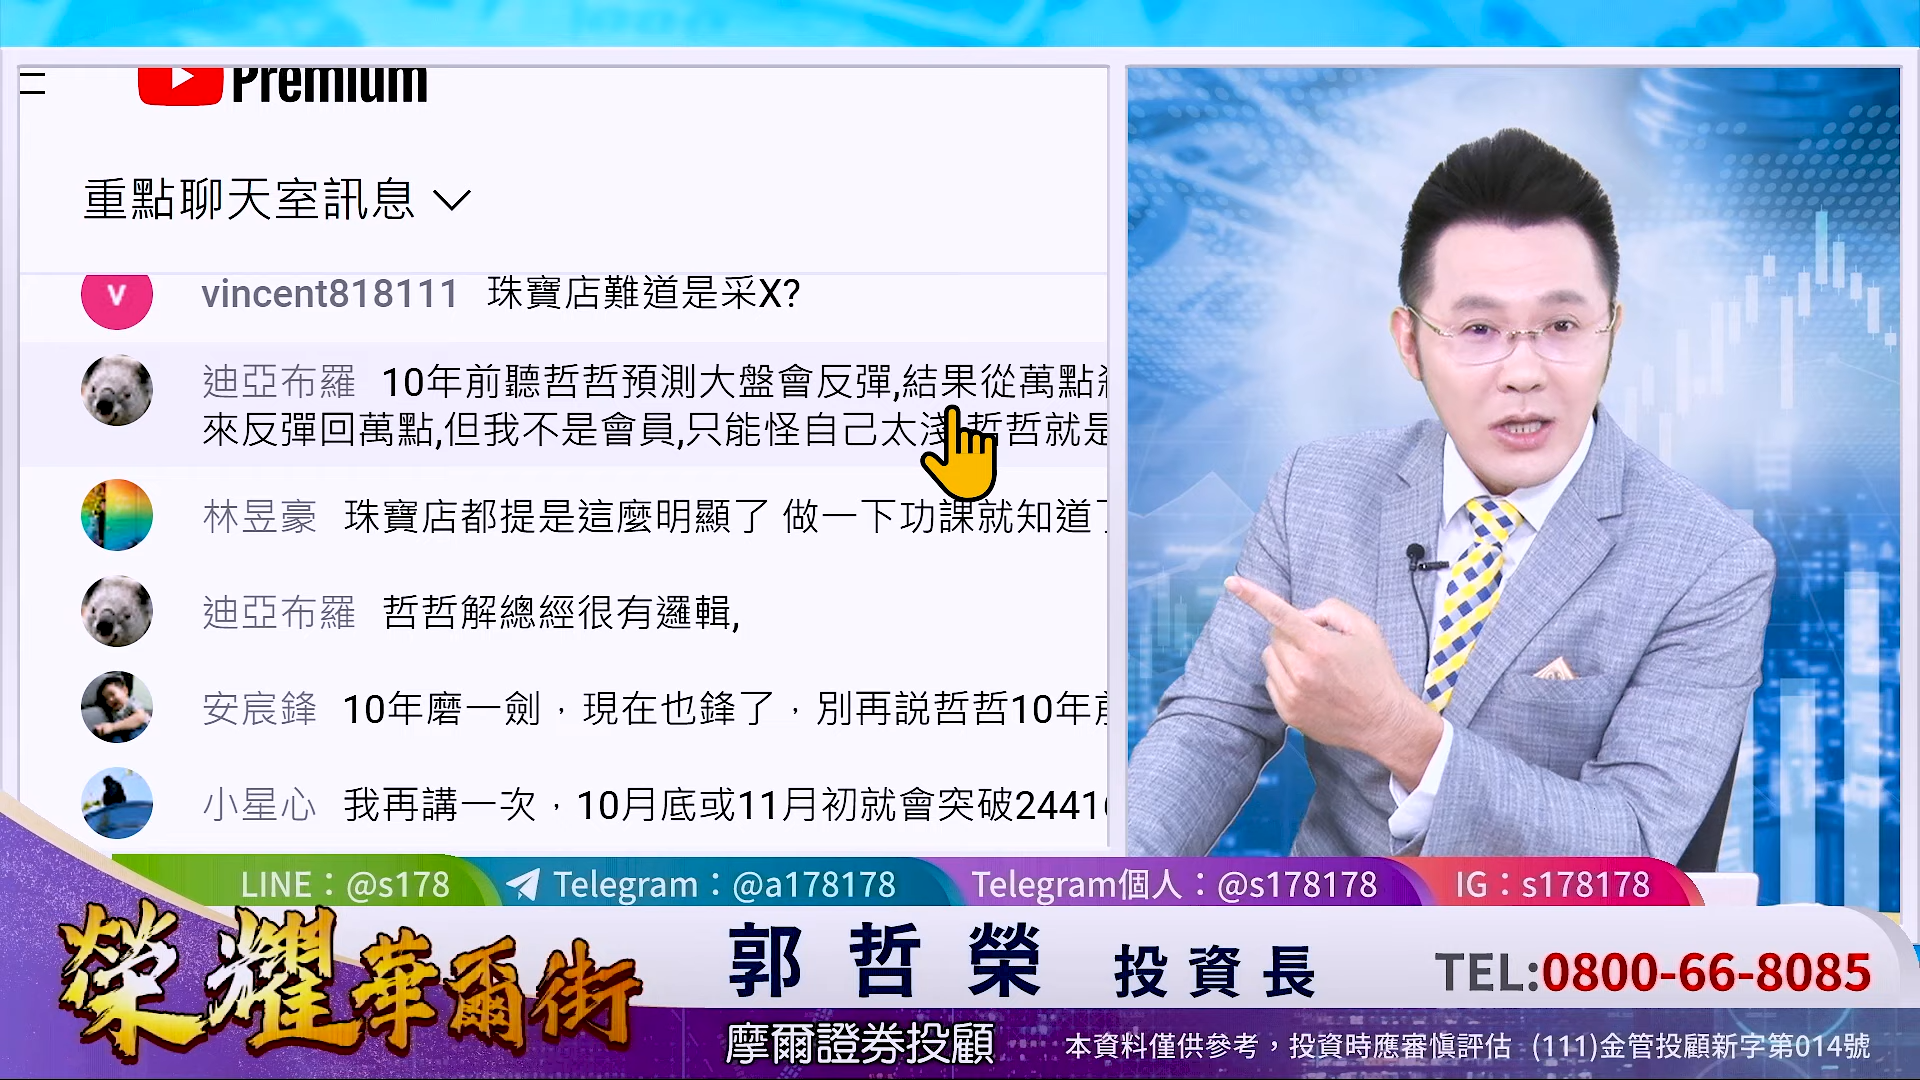 Premium
重點聊天室訊息
V vincent818111 珠寶店難道是采X?
迪亞布羅 10年前聽哲哲預測大盤會反彈,結果從萬點
來反彈回萬點,但我不是會員,只能怪自己太淺 哲哲就是
林昱豪 珠寶店都提是這麼明顯了 做一下功課就知道
迪亞布羅 哲哲解總經很有邏輯,
安宸鋒 10年磨一劍，現在也鋒了，別再説哲哲10年
小星心 我再講一次，10月底或11月初就會突破2441
LINE：@s178 Telegram：@a178178 Telegram個人：@s178178 IG：s178178
榮耀華爾街
郭哲榮 投資長 TEL:0800-66-8085
摩爾證券投顧 本資料僅供參考，投資時應審慎評估 (111)金管投顧新字第014號